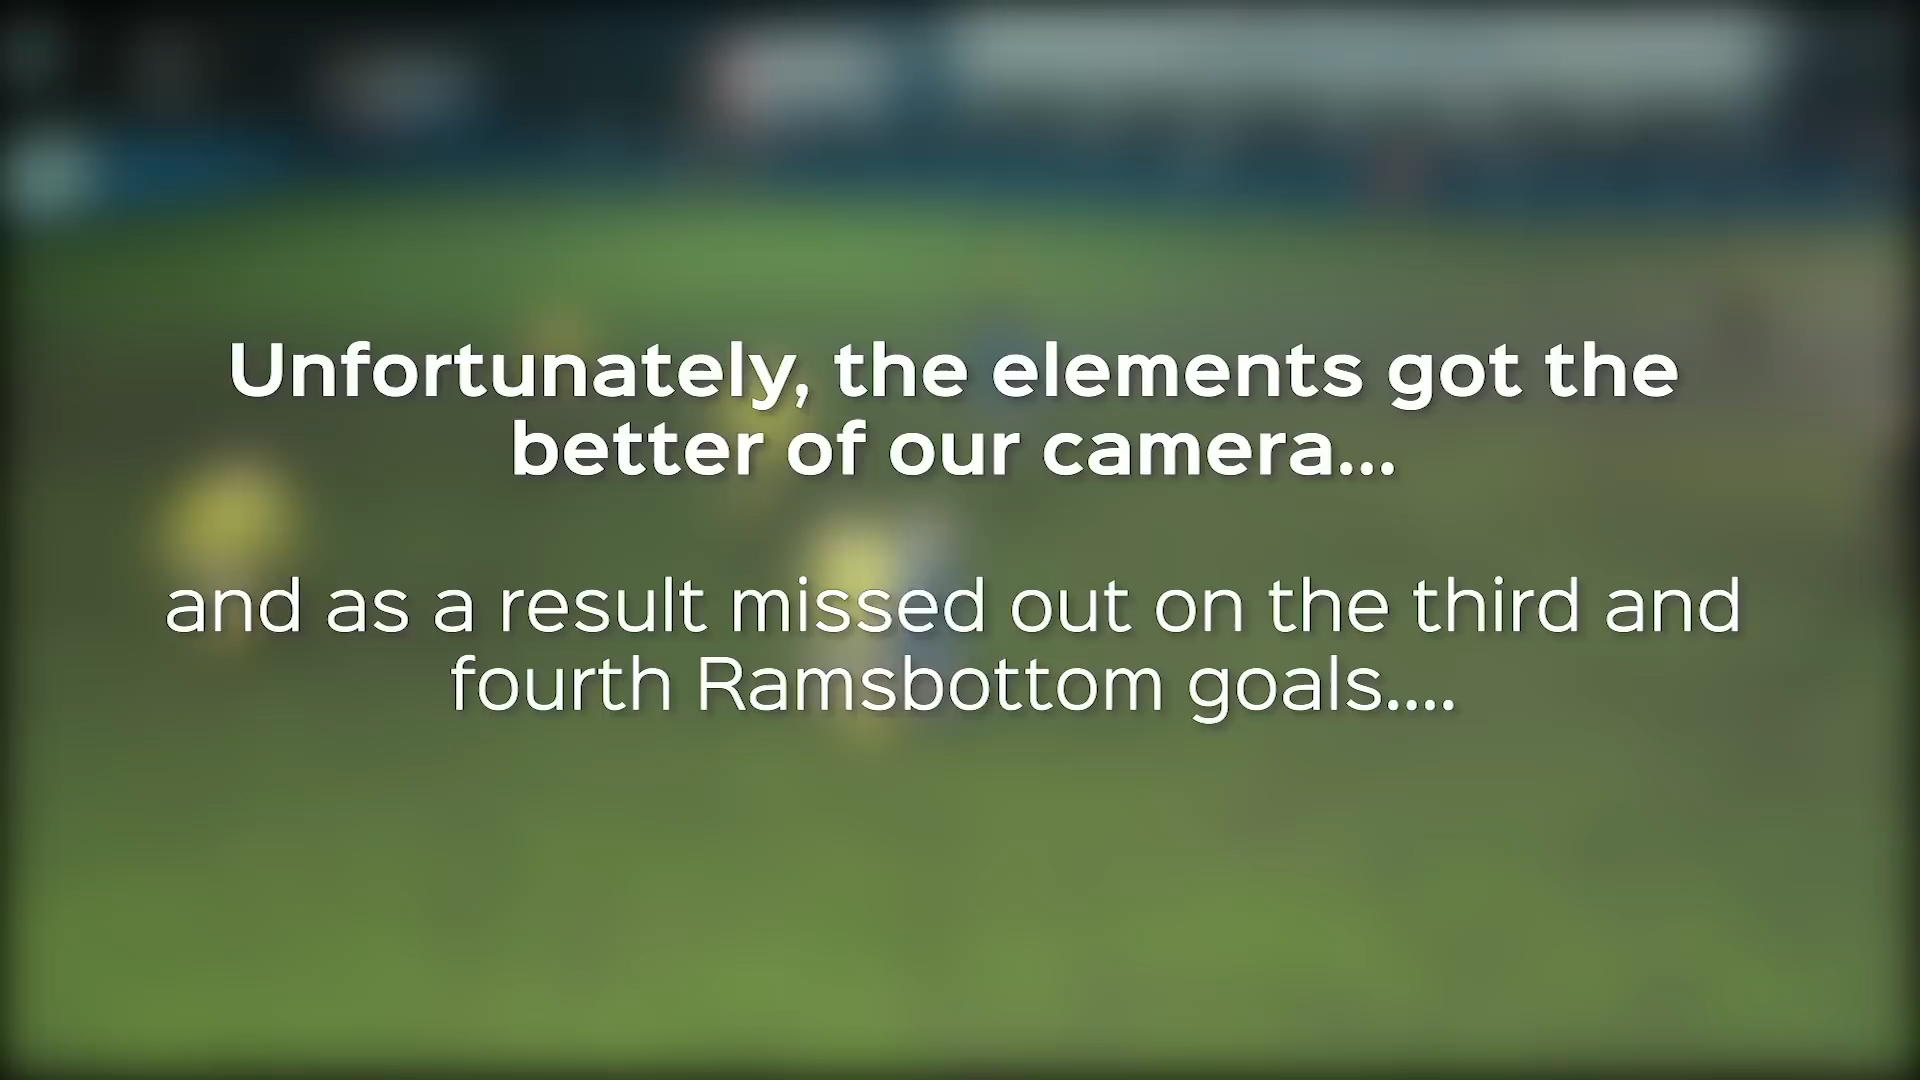 Unfortunately, the elements got the
better of our camera...
and as a result missed out on the third and
fourth Ramsbottom goals....